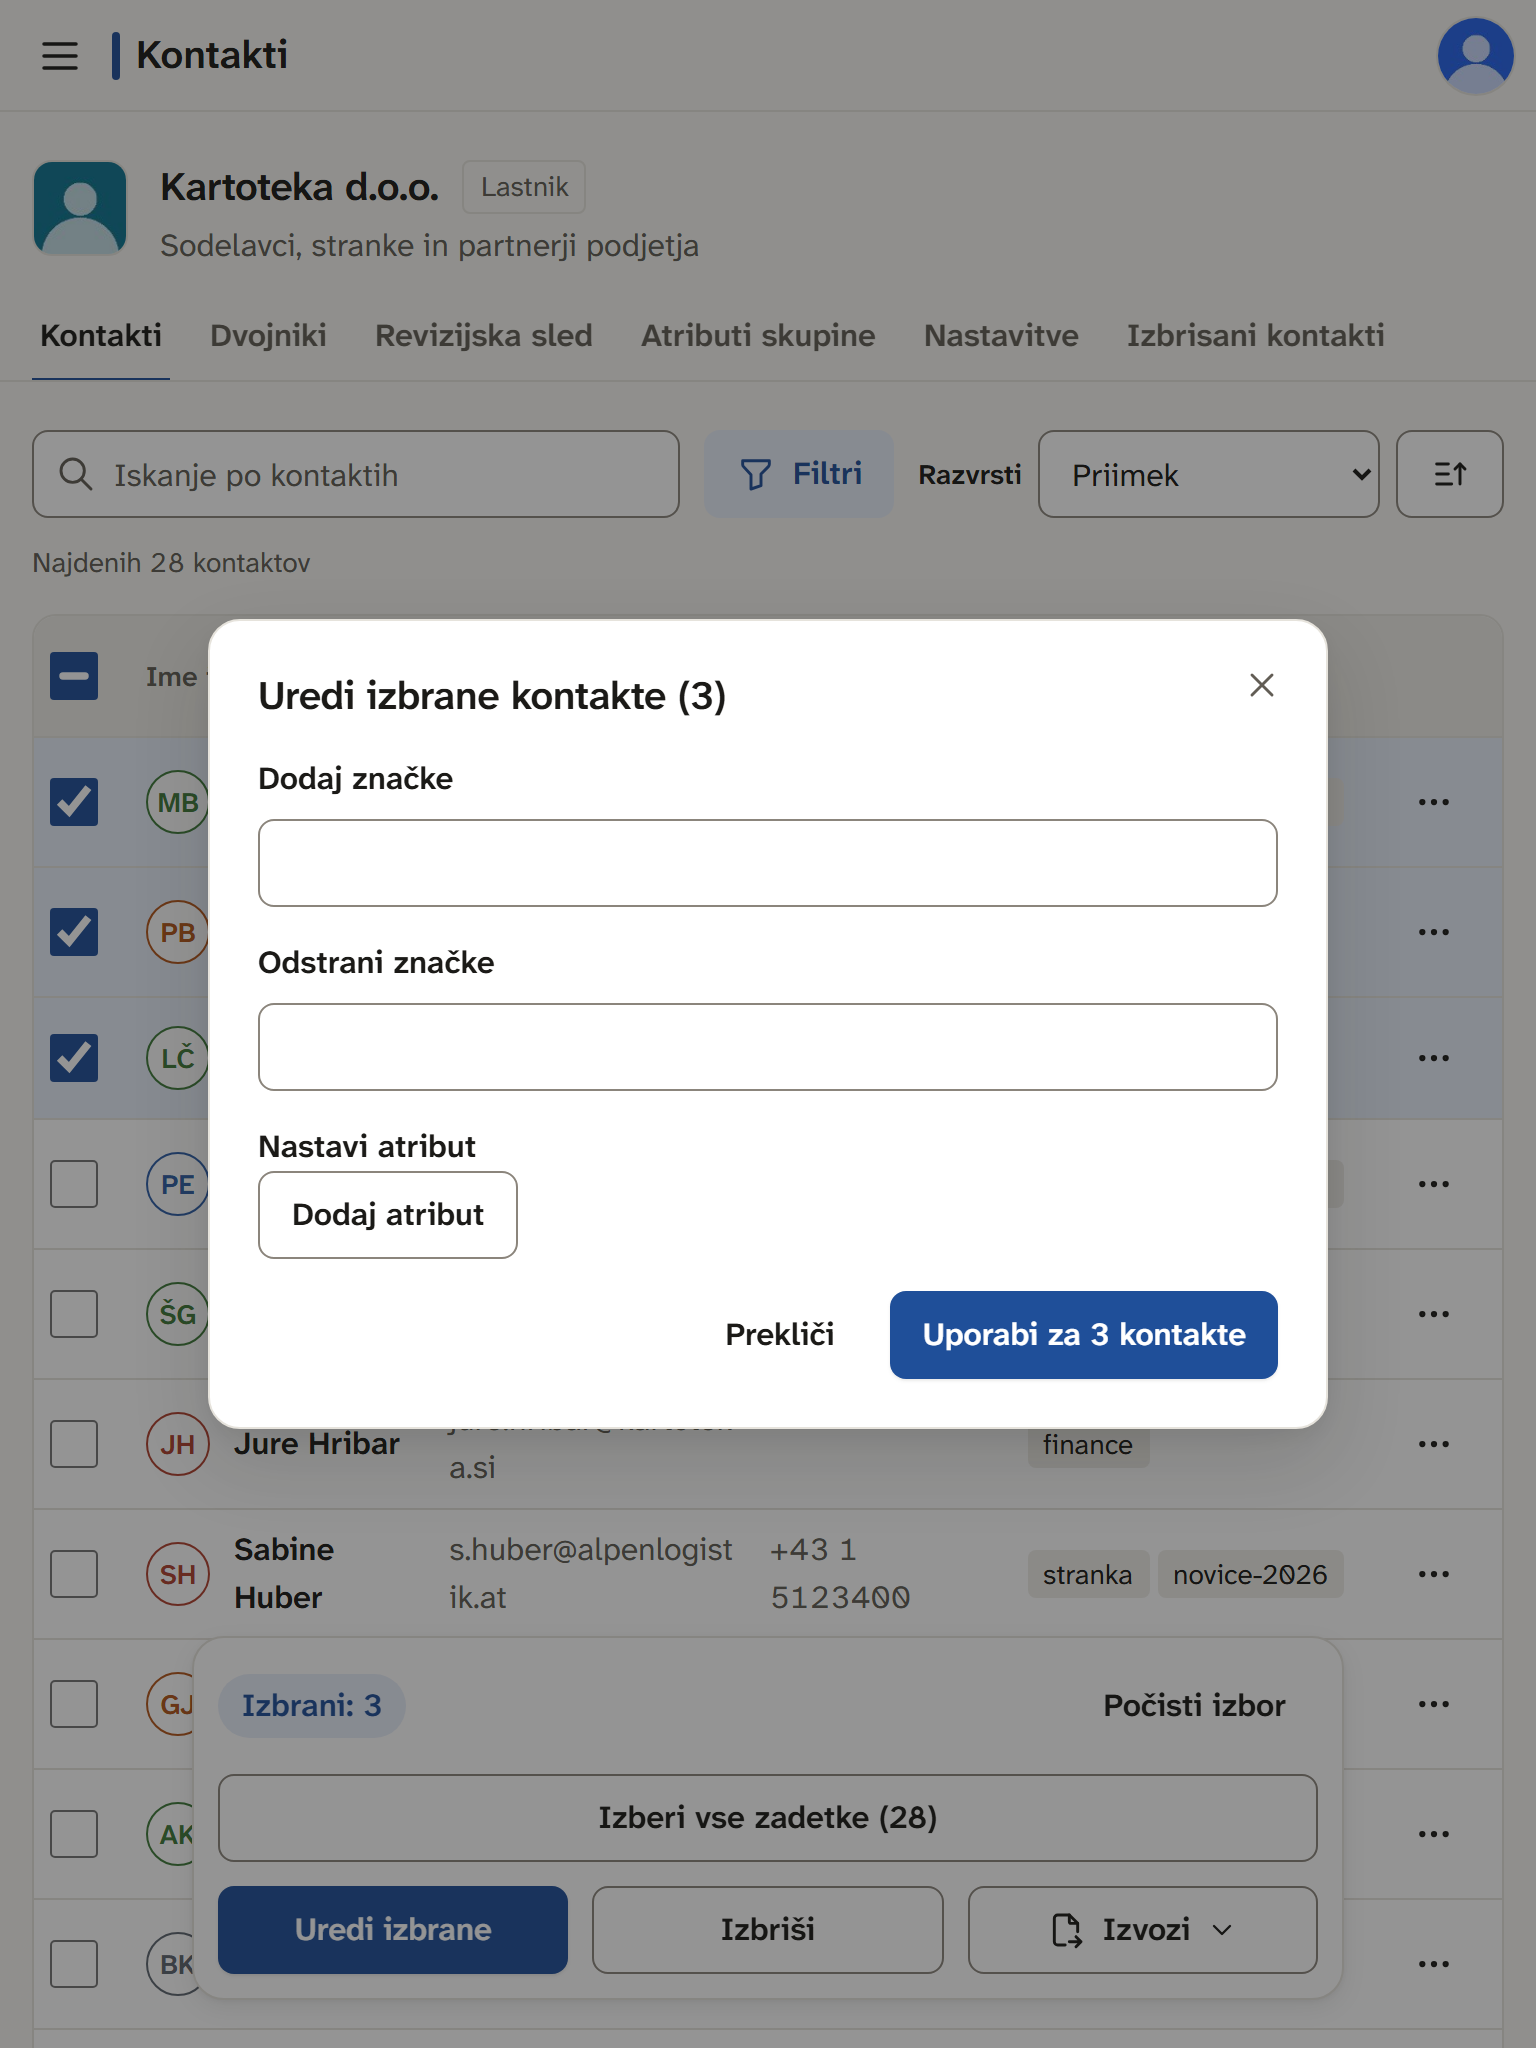 Kontakti
Kartoteka d.o.o.
Lastnik
Sodelavci, stranke in partnerji podjetja
Kontakti
Dvojniki
Revizijska sled
Atributi skupine
Nastavitve
Izbrisani kontakti
Iskanje po kontaktih
Filtri
Razvrsti
Priimek
Najdenih 28 kontaktov
Ime
Uredi izbrane kontakte (3)
Dodaj značke
Odstrani značke
Nastavi atribut
Dodaj atribut
Prekliči
Uporabi za 3 kontakte
MB
PB
LČ
PE
ŠG
JH
Jure Hribar
a.si
finance
SH
Sabine
Huber
s.huber@alpenlogist
ik.at
+43 1
5123400
stranka
novice-2026
GJ
AK
BK
Izbrani: 3
Počisti izbor
Izberi vse zadetke (28)
Uredi izbrane
Izbriši
Izvozi